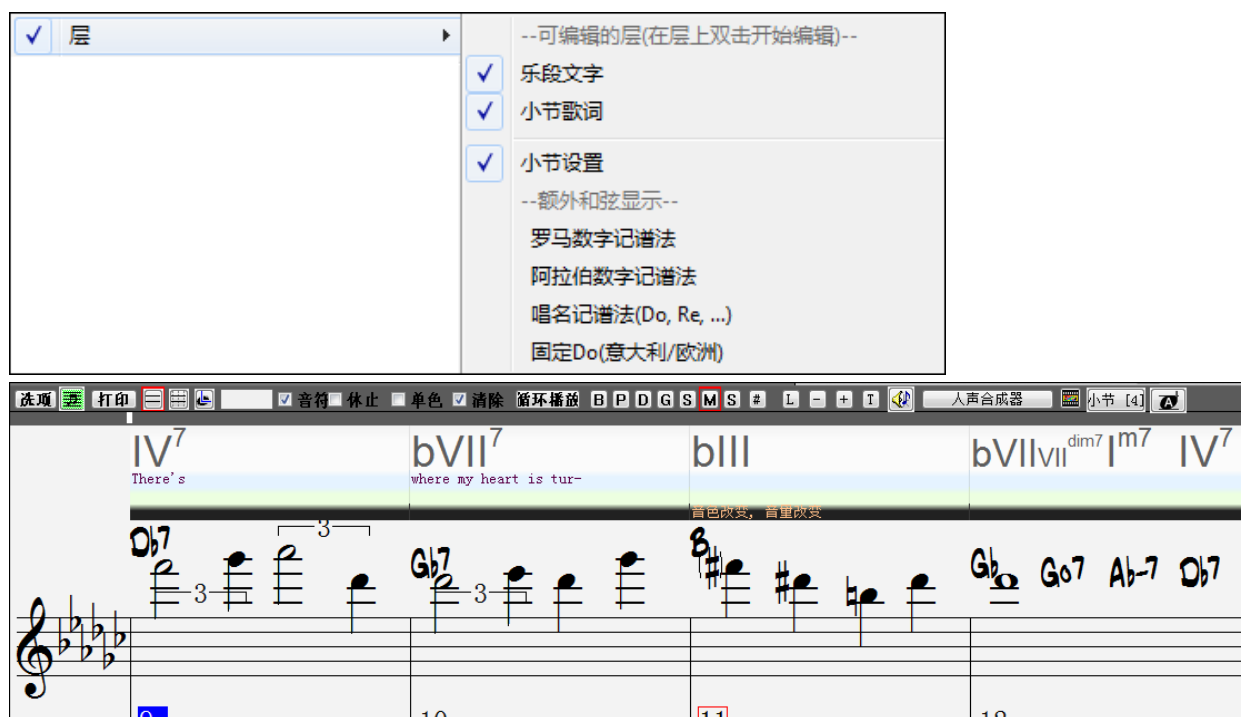 层
--可编辑的层(在层上双击开始编辑)--
乐段文字
小节歌词
小节设置
--额外和弦显示--
罗马数字记谱法
阿拉伯数字记谱法
唱名记谱法(Do, Re, ...)
固定Do(意大利/欧洲)
选项 打印 音符 休止 单色 清除 循环播放 B P D G S M S # L - + T 人声合成器 小节 [4]
IV7 bVII7 bIII bVII VIIdim7 Im7 IV7
There's where my heart is tur-
音色改变, 音量改变
3
Db7 Gb7 B Gb Go7 Ab-7 Db7
3 3
9 10 11 12